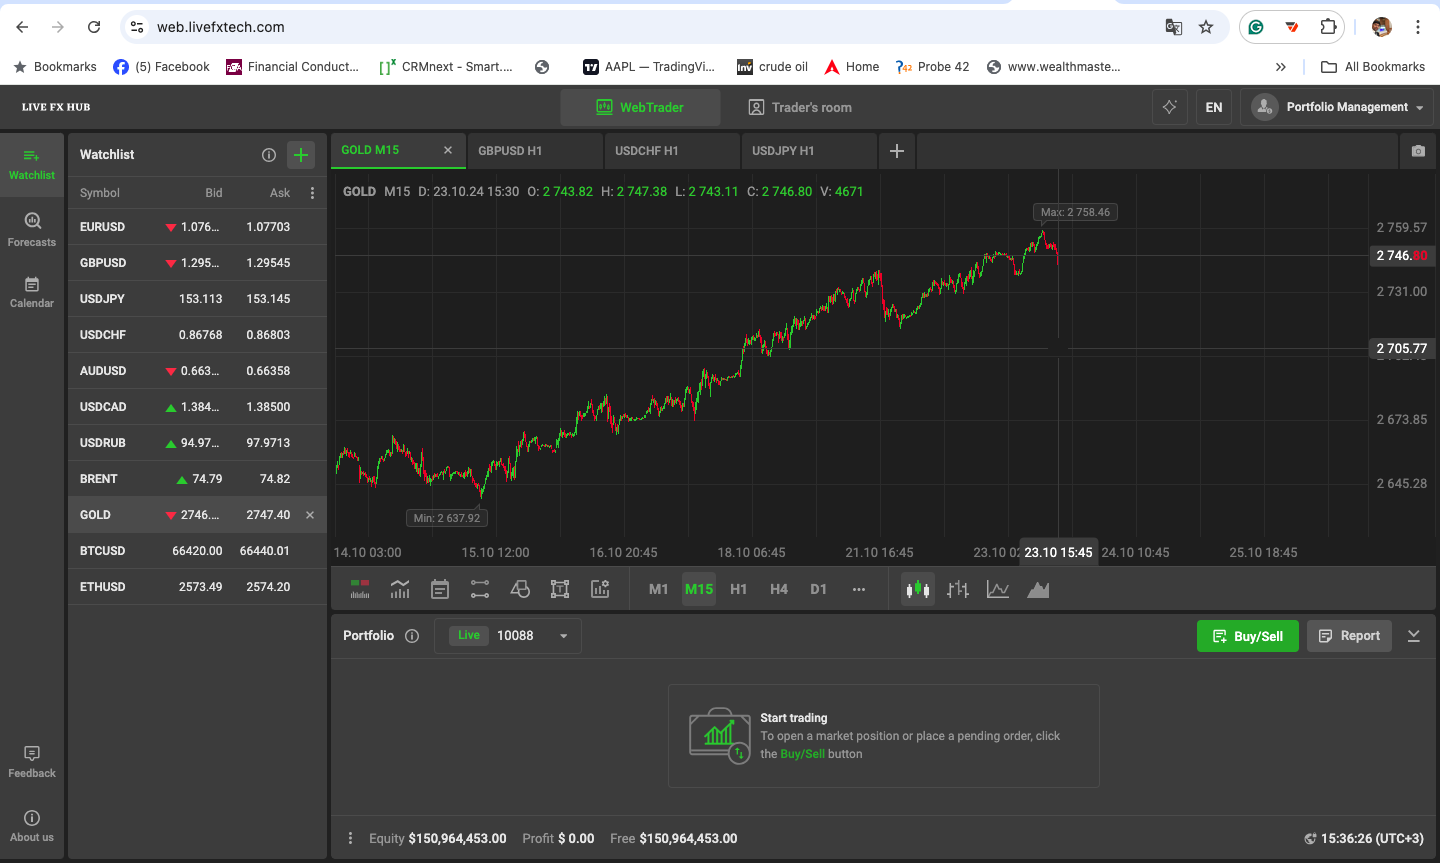 web.livefxtech.com
Bookmarks
(5) Facebook
Financial Conduct...
CRMnext - Smart....
AAPL — TradingVi...
crude oil
Home
Probe 42
www.wealthmaste...
All Bookmarks
LIVE FX HUB
WebTrader
Trader's room
EN
Portfolio Management
Watchlist
Forecasts
Calendar
Feedback
About us
Watchlist
Symbol Bid Ask
EURUSD 1.076... 1.07703
GBPUSD 1.295... 1.29545
USDJPY 153.113 153.145
USDCHF 0.86768 0.86803
AUDUSD 0.663... 0.66358
USDCAD 1.384... 1.38500
USDRUB 94.97... 97.9713
BRENT 74.79 74.82
GOLD 2746.... 2747.40
BTCUSD 66420.00 66440.01
ETHUSD 2573.49 2574.20
GOLD M15
GBPUSD H1
USDCHF H1
USDJPY H1
GOLD M15 D: 23.10.24 15:30 O: 2 743.82 H: 2 747.38 L: 2 743.11 C: 2 746.80 V: 4671
Max: 2 758.46
Min: 2 637.92
2 759.57
2 746.80
2 731.00
2 705.77
2 673.85
2 645.28
14.10 03:00 15.10 12:00 16.10 20:45 18.10 06:45 21.10 16:45 23.10 0 23.10 15:45 24.10 10:45 25.10 18:45
M1 M15 H1 H4 D1 ...
Portfolio
Live 10088
Buy/Sell
Report
Start trading
To open a market position or place a pending order, click
the Buy/Sell button
Equity $150,964,453.00 Profit $ 0.00 Free $150,964,453.00
15:36:26 (UTC+3)